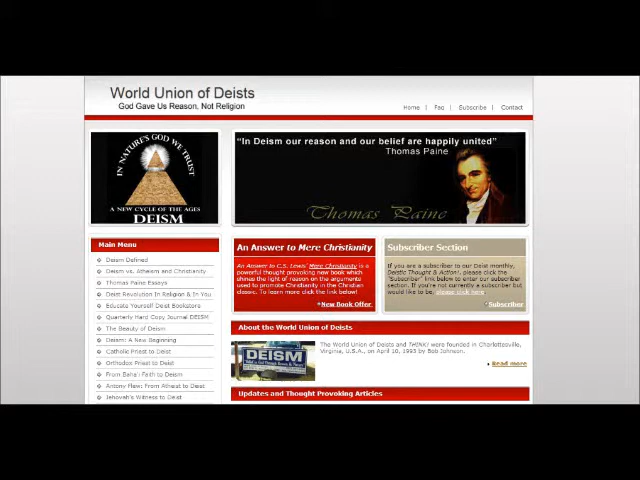 World Union of Deists
God Gave Us Reason, Not Religion
Home | Faq | Subscribe | Contact
IN NATURE'S GOD WE TRUST
A NEW CYCLE OF THE AGES
DEISM
"In Deism our reason and our belief are happily united"
Thomas Paine
Thomas Paine
Main Menu
Deism Defined
Deism vs. Atheism and Christianity
Thomas Paine Essays
Deist Revolution In Religion & In You
Educate Yourself Deist Bookstore
Quarterly Hard Copy Journal DEISM
The Beauty of Deism
Deism: A New Beginning
Catholic Priest to Deist
Orthodox Priest to Deist
From Baha'i Faith to Deism
Antony Flew: From Atheist to Deist
Jehovah's Witness to Deist
An Answer to Mere Christianity
An Answer to C.S. Lewis' Mere Christianity is a
powerful thought provoking new book which
shines the light of reason on the arguments
used to promote Christianity in the Christian
classic. To learn more click the link below!
New Book Offer
Subscriber Section
If you are a subscriber to our Deist monthly,
Deistic Thought & Action!, please click the
"Subscriber" link below to enter our subscriber
section. If you're not currently a subscriber but
would like to be, please click here.
Subscriber
About the World Union of Deists
DEISM
The World Union of Deists and THINK! were founded in Charlottesville,
Virginia, U.S.A., on April 10, 1993 by Bob Johnson.
Read more
Updates and Thought Provoking Articles